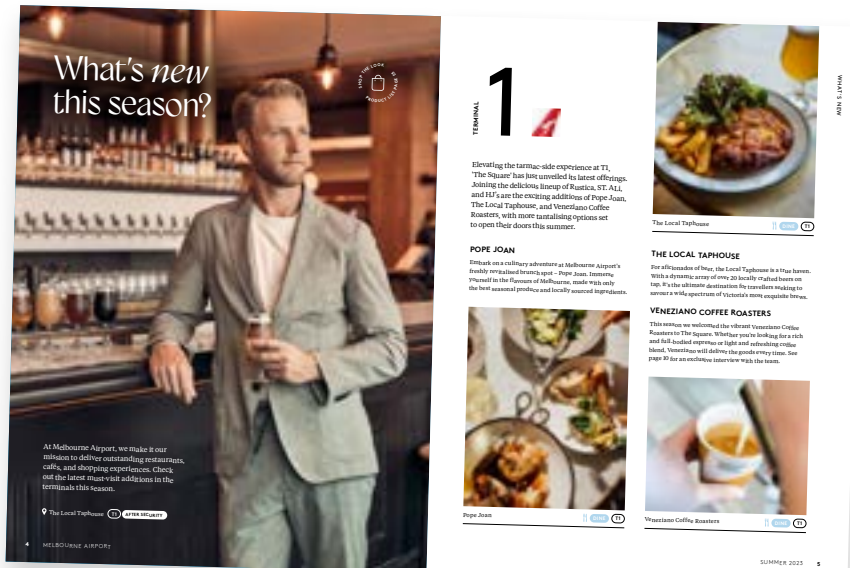 What's new
this season?
SHOP THE LOOK
PRODUCT LIST PAGE
At Melbourne Airport, we make it our
mission to deliver outstanding restaurants,
cafés, and shopping experiences. Check
out the latest must-visit additions in the
terminals this season.
The Local Taphouse T1 AFTER SECURITY
4 MELBOURNE AIRPORT
TERMINAL 1
Elevating the tarmac-side experience at T1,
'The Square' has just unveiled its latest offerings.
Joining the delicious lineup of Rustica, ST. ALi,
and HJ's are the exciting additions of Pope Joan,
The Local Taphouse, and Veneziano Coffee
Roasters, with more tantalising options set
to open their doors this summer.
POPE JOAN
Embark on a culinary adventure at Melbourne Airport's
freshly revitalised brunch spot – Pope Joan. Immerse
yourself in the flavours of Melbourne, made with only
the best seasonal produce and locally sourced ingredients.
Pope Joan DINE T1
WHAT'S NEW
The Local Taphouse DINE T1
THE LOCAL TAPHOUSE
For aficionados of beer, the Local Taphouse is a true haven.
With a dynamic array of over 20 locally crafted beers on
tap, it's the ultimate destination for travellers seeking to
savour a wide spectrum of Victoria's most exquisite brews.
VENEZIANO COFFEE ROASTERS
This season we welcomed the vibrant Veneziano Coffee
Roasters to The Square. Whether you're looking for a rich
and full-bodied espresso or light and refreshing coffee
blend, Veneziano will deliver the goods every time. See
page 10 for an exclusive interview with the team.
Veneziano Coffee Roasters DINE T1
SUMMER 2023 5